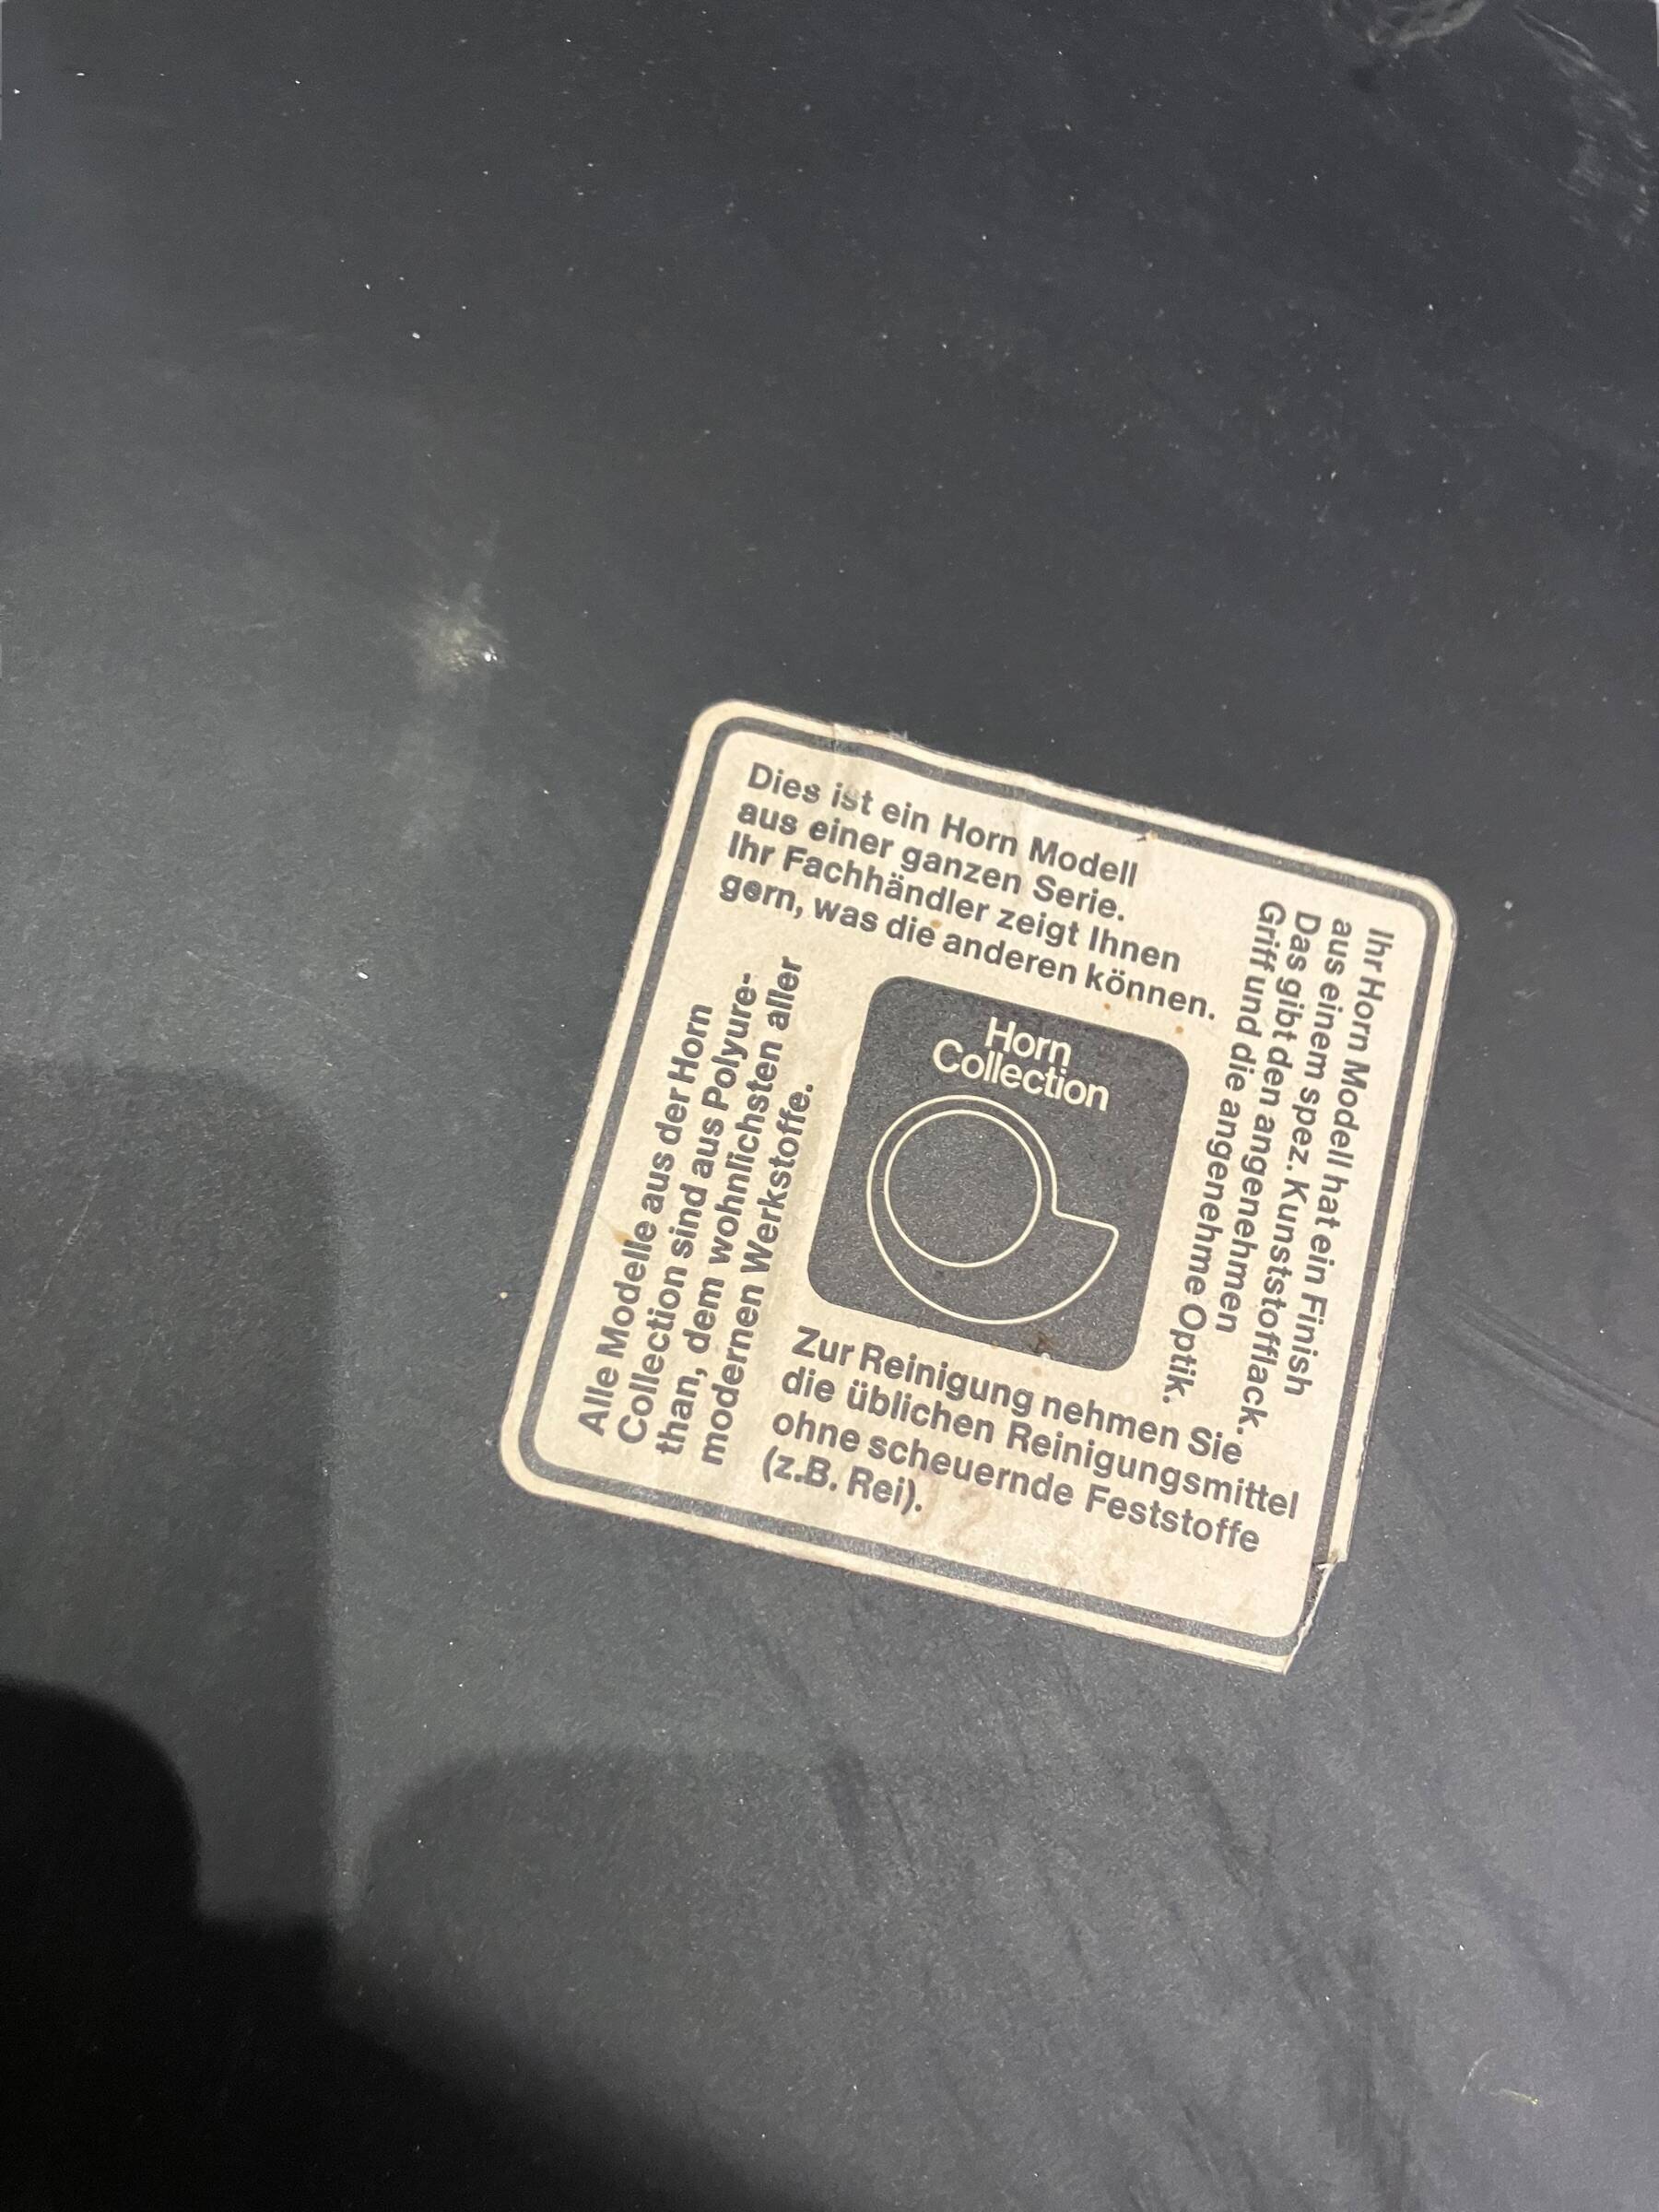 Dies ist ein Horn Modell
aus einer ganzen Serie.
Ihr Fachhändler zeigt Ihnen
gern, was die anderen können.
Ihr Horn Modell hat ein Finish
aus einem spez. Kunststofflack.
Das gibt den angenehmen
Griff und die angenehme Optik.
Horn
Collection
Alle Modelle aus der Horn
Collection sind aus Polyure-
than, dem wohnlichsten aller
modernen Werkstoffe.
Zur Reinigung nehmen Sie
die üblichen Reinigungsmittel
ohne scheuernde Feststoffe
(z.B. Rei).